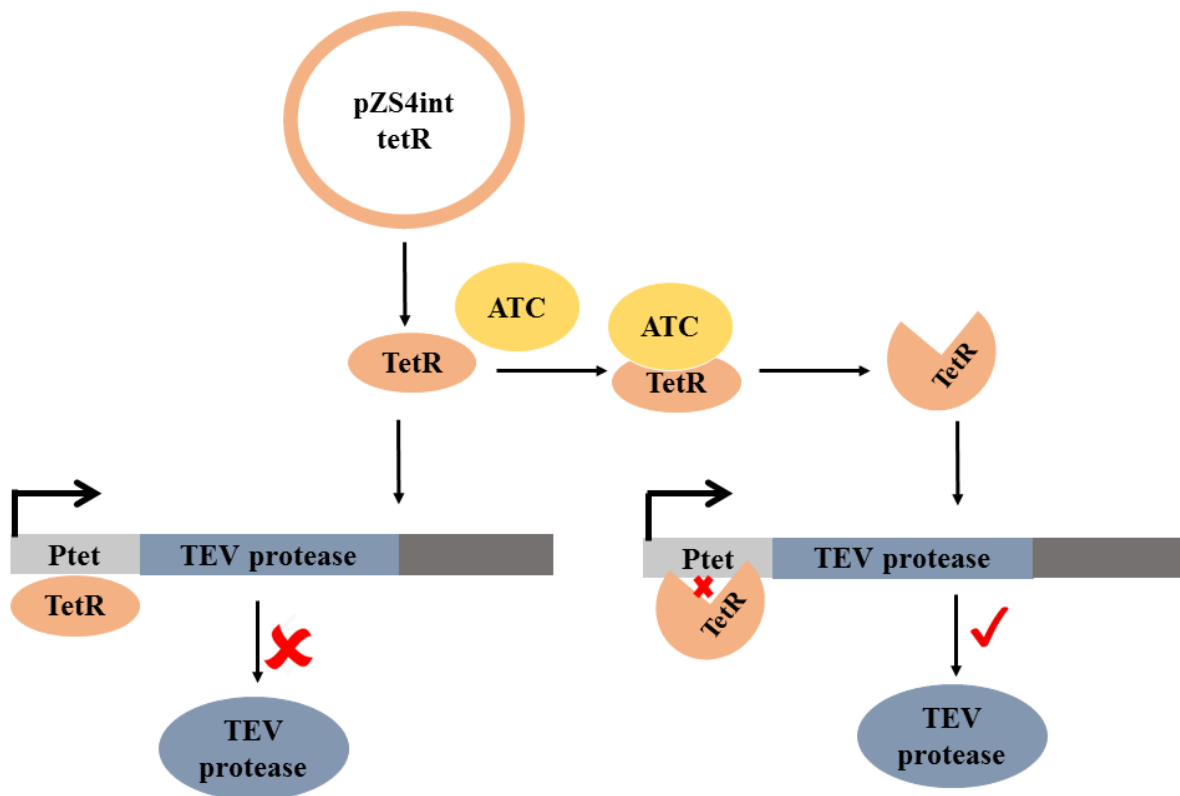 pZS4int
tetR
ATC
ATC
TetR
TetR
TetR
Ptet
TEV protease
Ptet
TEV protease
TetR
TetR
TEV
protease
TEV
protease